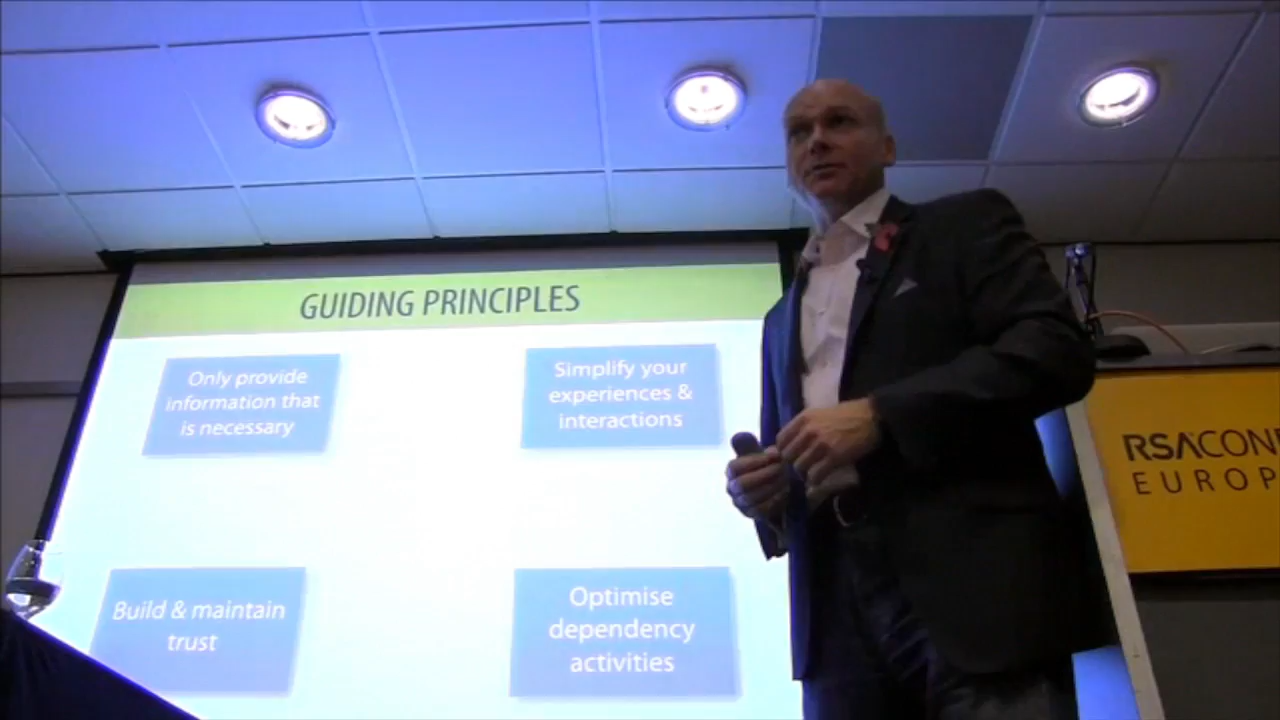 GUIDING PRINCIPLES
Only provide
information that
is necessary
Simplify your
experiences &
interactions
Build & maintain
trust
Optimise
dependency
activities
RSACON
EUROP